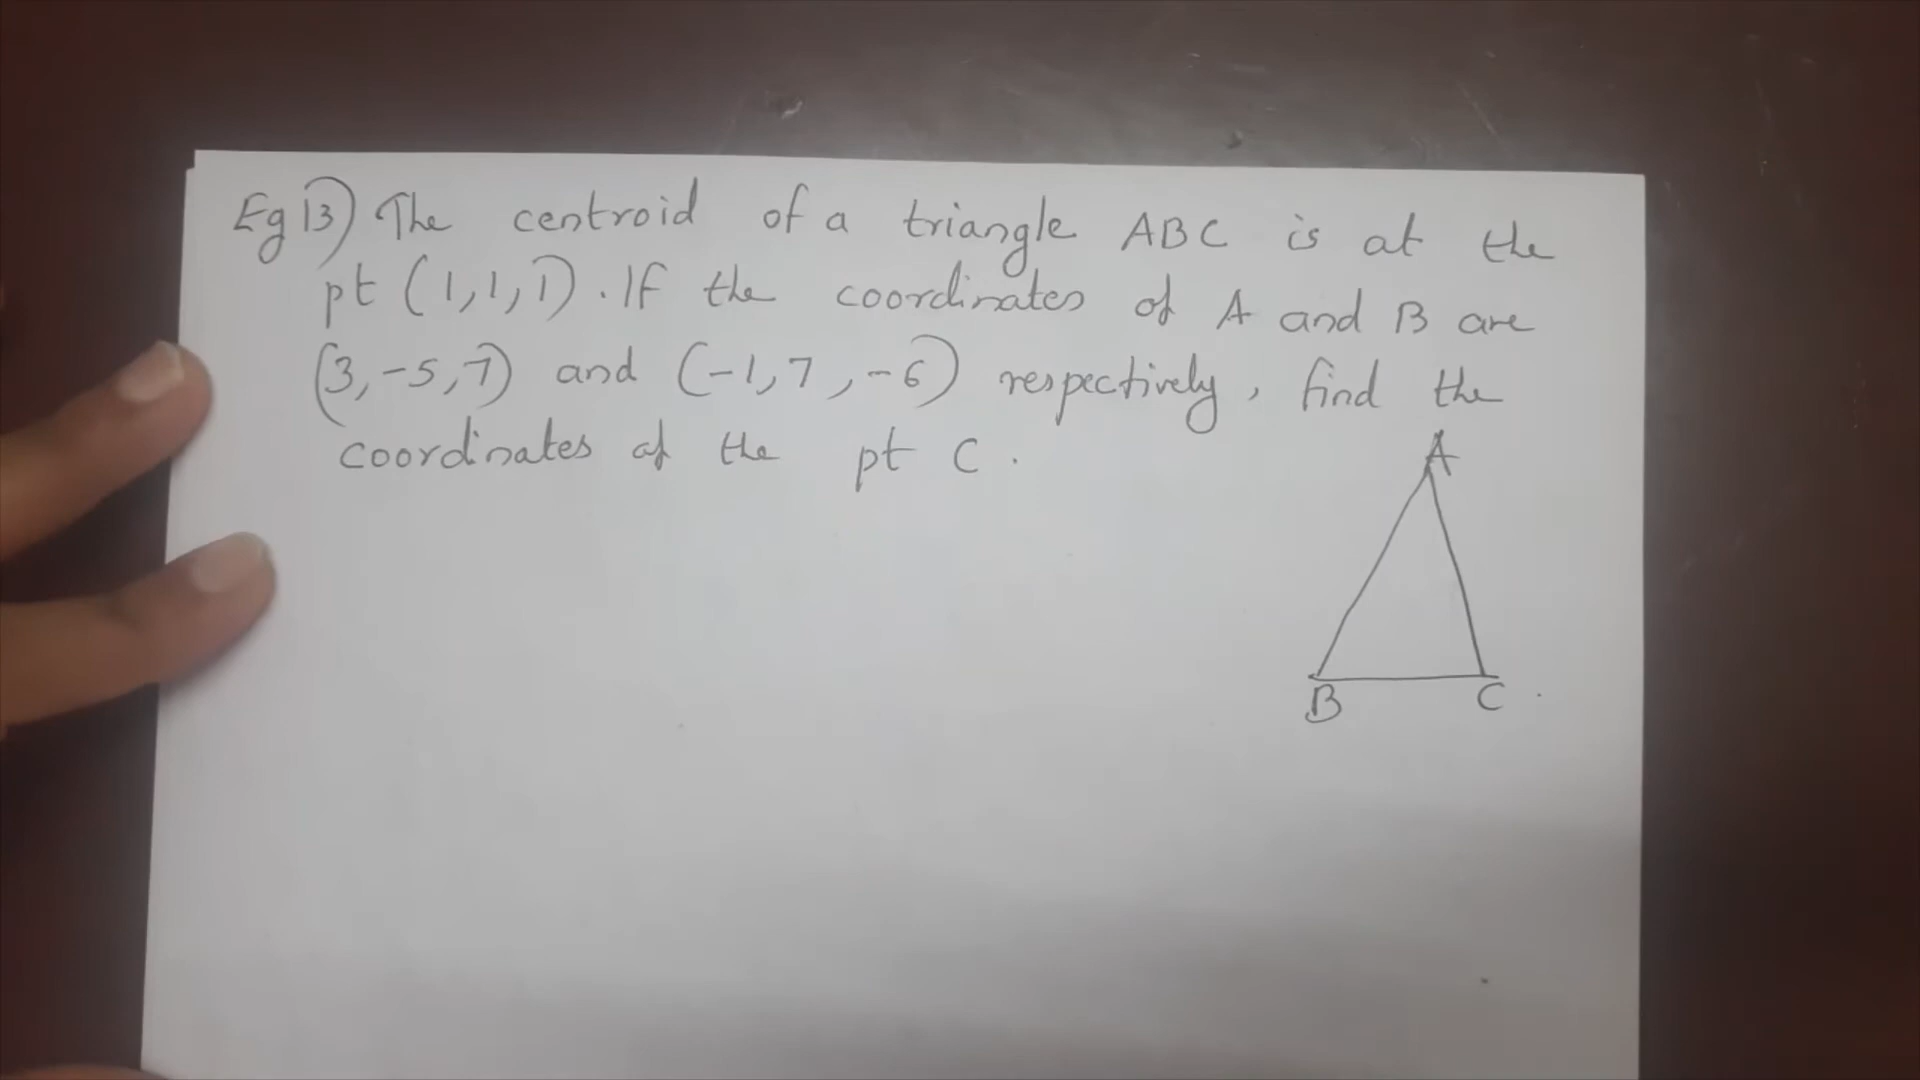 Eg 13) The centroid of a triangle ABC is at the
pt (1,1,1). If the coordinates of A and B are
(3,-5,7) and (-1,7,-6) respectively, find the
coordinates of the pt C.
A
B C